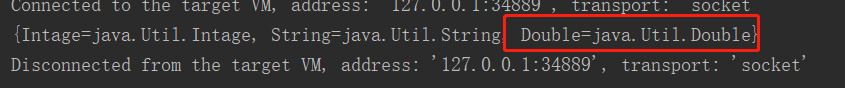 Connected to the target VM, address: '127.0.0.1:34889', transport: 'socket'
{Intage=java.Util.Intage, String=java.Util.String, Double=java.Util.Double}
Disconnected from the target VM, address: '127.0.0.1:34889', transport: 'socket'